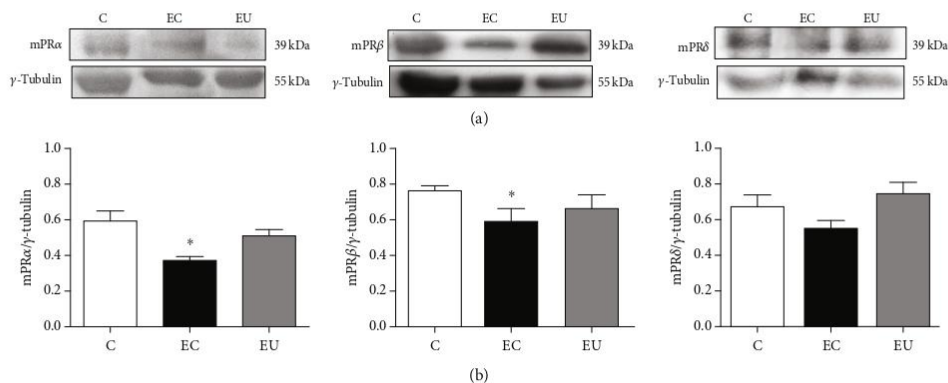 C EC EU
mPRα 39 kDa
γ-Tubulin 55 kDa
C EC EU
mPRβ 39 kDa
γ-Tubulin 55 kDa
C EC EU
mPRδ 39 kDa
γ-Tubulin 55 kDa
(a)
mPRα/γ-tubulin
1.0
0.8
0.6
0.4
0.2
0.0
*
C EC EU
mPRβ/γ-tubulin
1.0
0.8
0.6
0.4
0.2
0.0
*
C EC EU
mPRδ/γ-tubulin
1.0
0.8
0.6
0.4
0.2
0.0
C EC EU
(b)